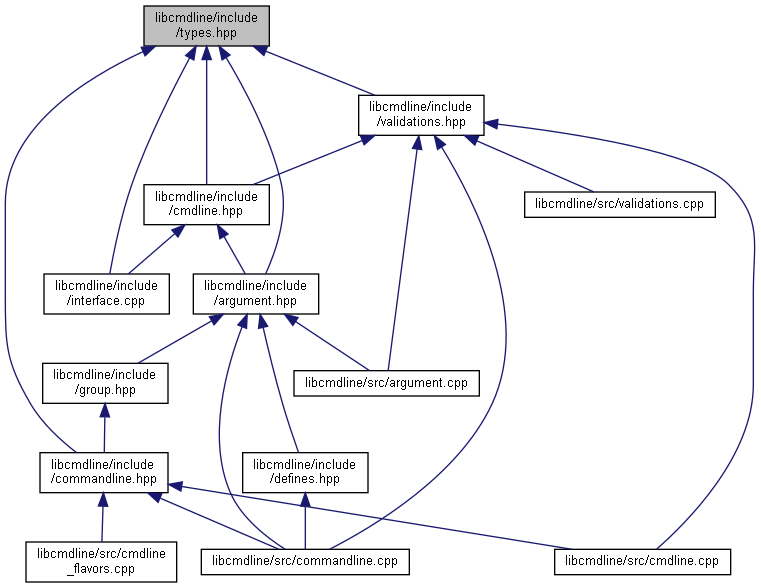 libcmdline/include
/types.hpp
libcmdline/include
/validations.hpp
libcmdline/include
/cmdline.hpp
libcmdline/src/validations.cpp
libcmdline/include
/interface.cpp
libcmdline/include
/argument.hpp
libcmdline/include
/group.hpp
libcmdline/src/argument.cpp
libcmdline/include
/commandline.hpp
libcmdline/include
/defines.hpp
libcmdline/src/cmdline
_flavors.cpp
libcmdline/src/commandline.cpp
libcmdline/src/cmdline.cpp